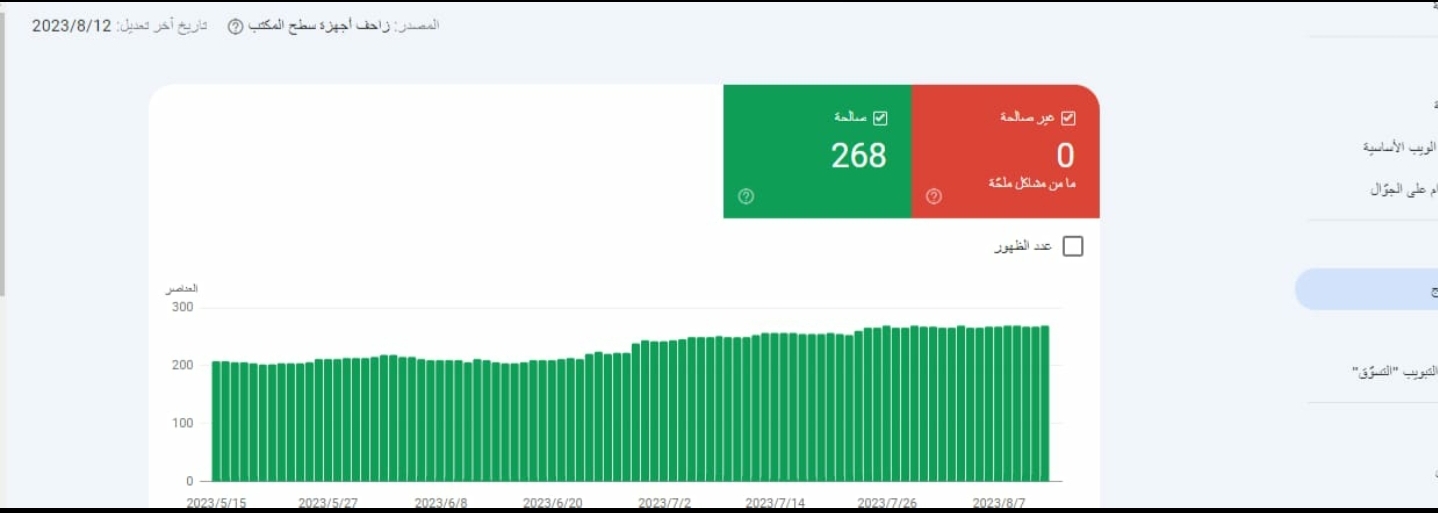 المصدر: زاحف أجهزة سطح المكتب
تاريخ آخر تعديل: 2023/8/12
غير صالحة
0
ما من مشاكل ملحّة
صالحة
268
عدد الظهور
العناصر
300
200
100
0
2023/5/15 2023/5/27 2023/6/8 2023/6/20 2023/7/2 2023/7/14 2023/7/26 2023/8/7
الويب الأساسية
على الجوّال
التبويب "التسوّق"